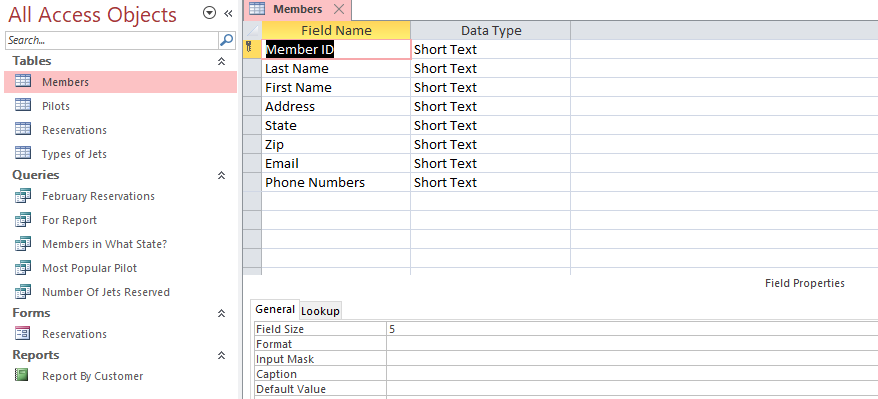 All Access Objects
Search...
Tables
Members
Pilots
Reservations
Types of Jets
Queries
February Reservations
For Report
Members in What State?
Most Popular Pilot
Number Of Jets Reserved
Forms
Reservations
Reports
Report By Customer
Members
Field Name Data Type
Member ID Short Text
Last Name Short Text
First Name Short Text
Address Short Text
State Short Text
Zip Short Text
Email Short Text
Phone Numbers Short Text
Field Properties
General Lookup
Field Size 5
Format
Input Mask
Caption
Default Value